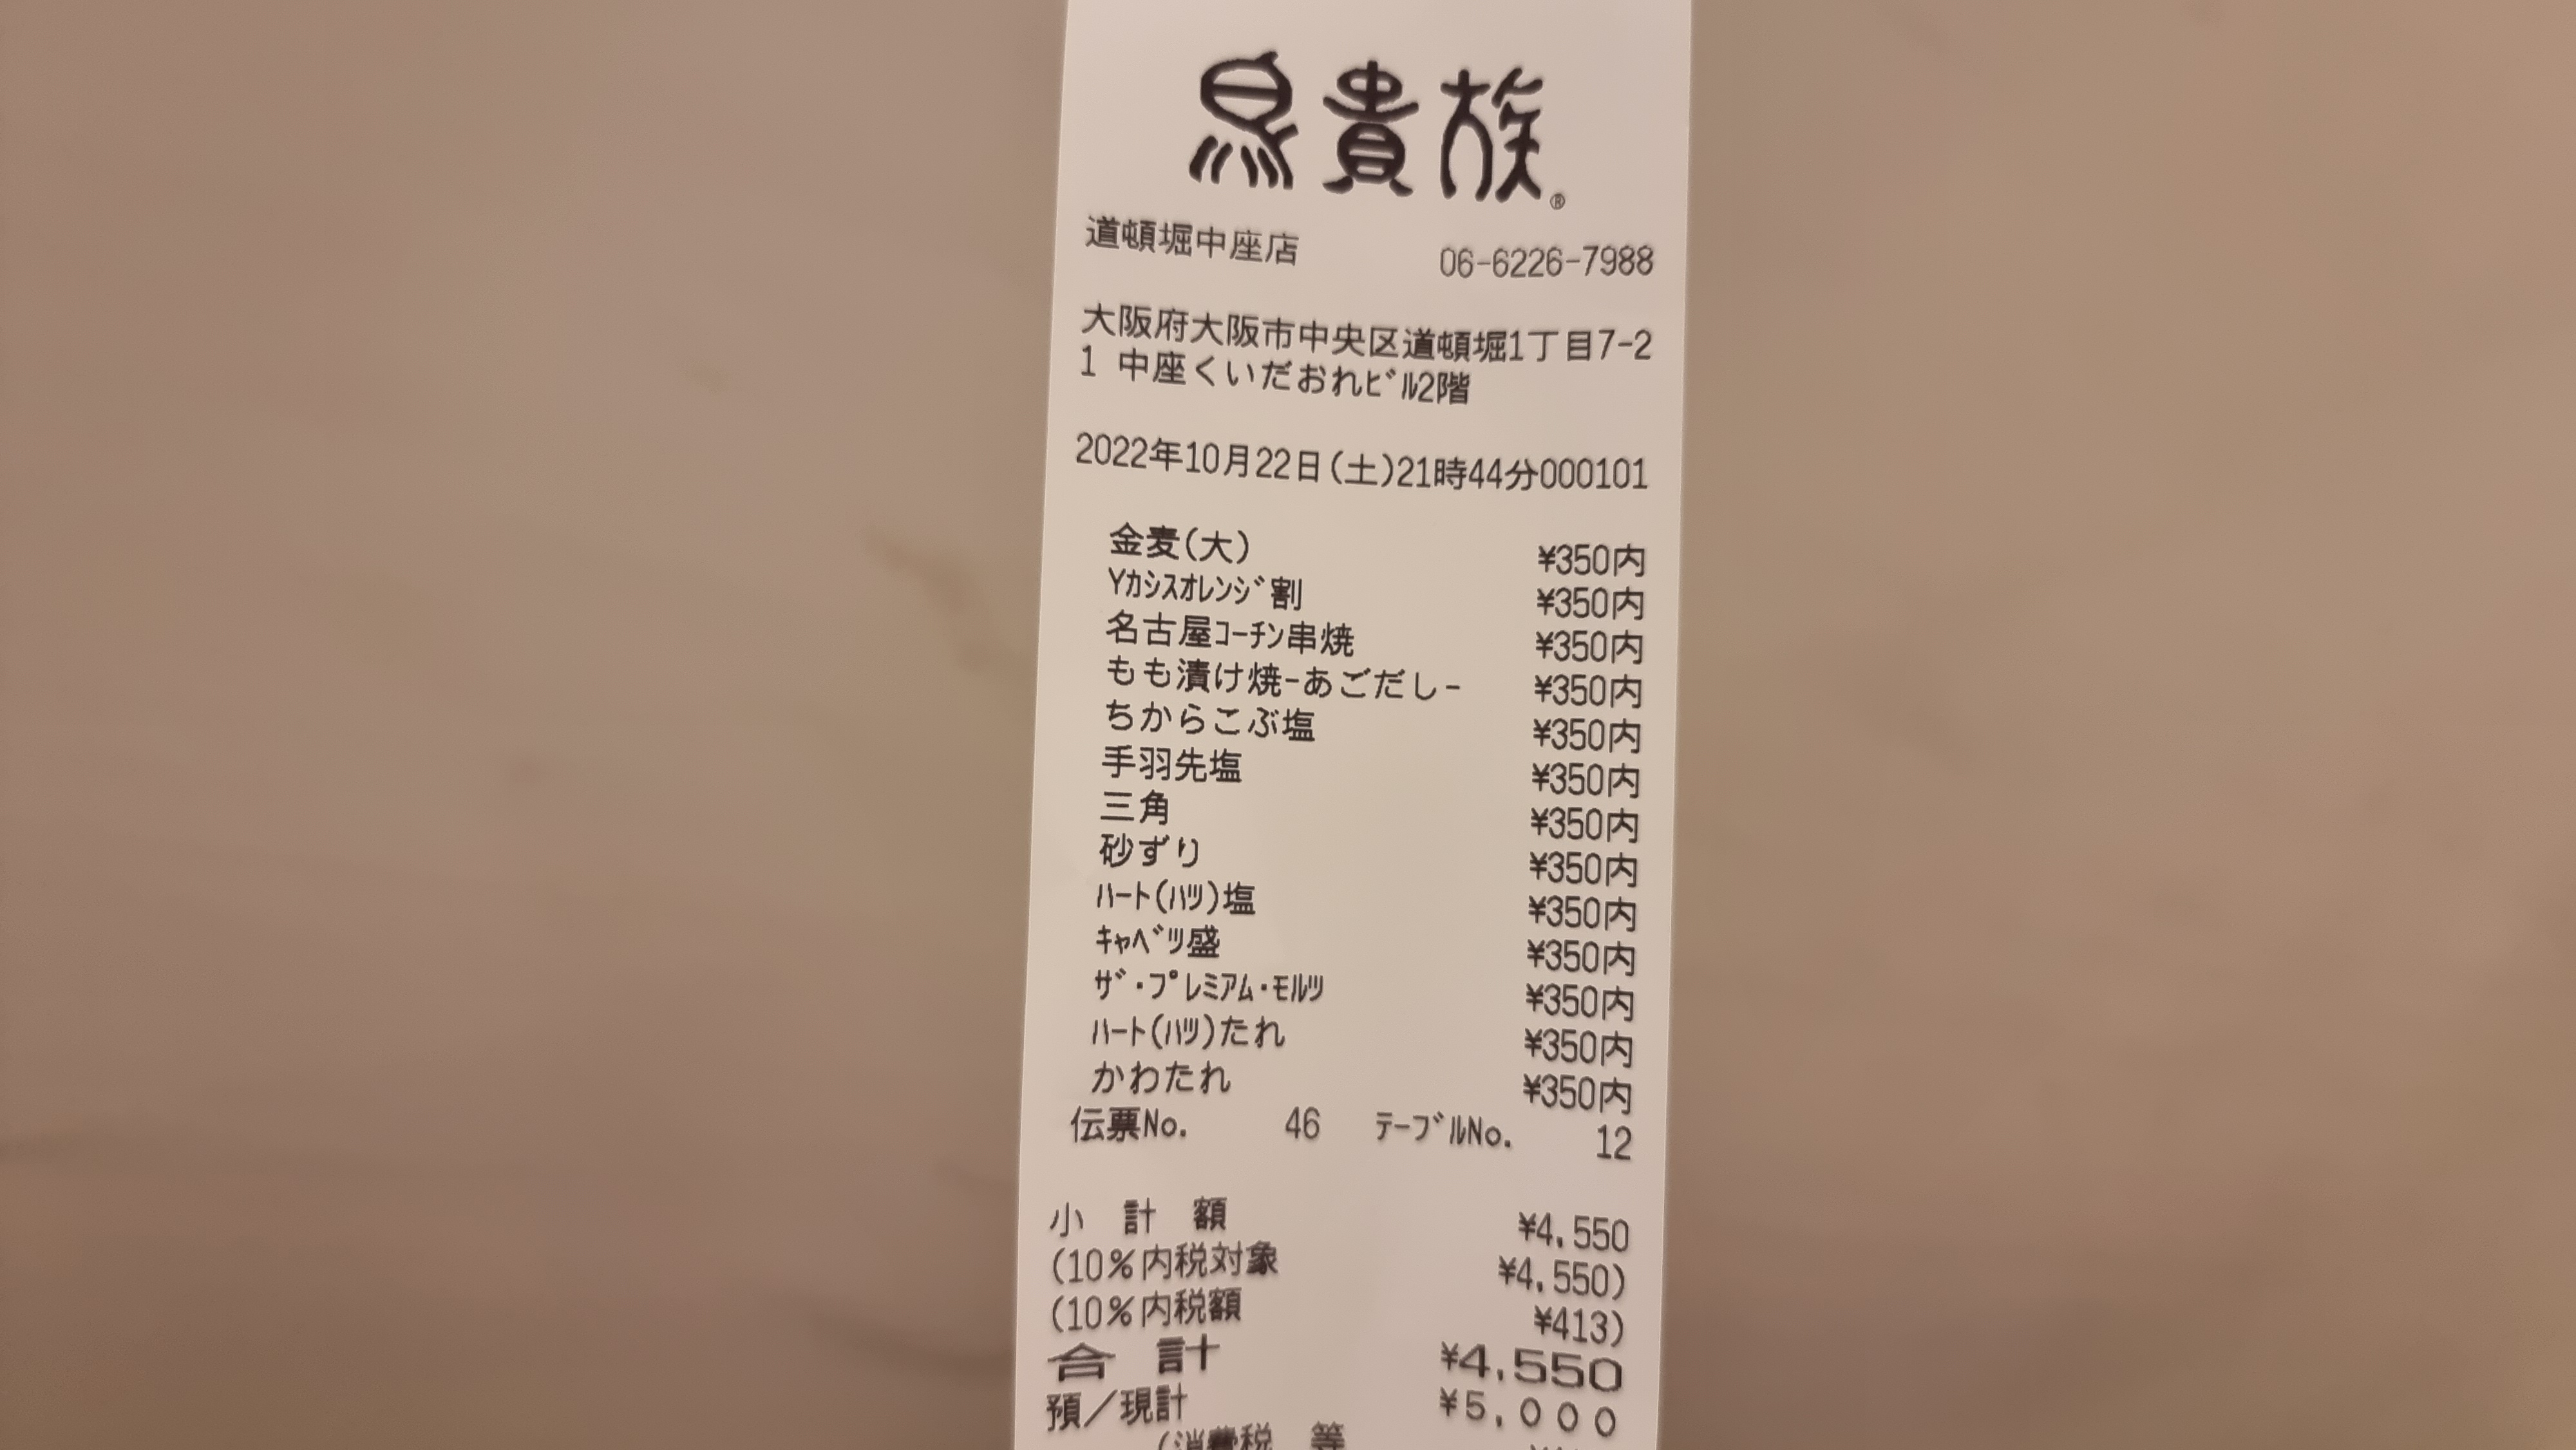 鳥貴族®
道頓堀中座店 06-6226-7988
大阪府大阪市中央区道頓堀1丁目7-2
1 中座くいだおれﾋﾞﾙ2階
2022年10月22日(土)21時44分000101
金麦(大) ¥350内
Yｶｼｽｵﾚﾝｼﾞ割 ¥350内
名古屋ｺｰﾁﾝ串焼 ¥350内
もも漬け焼-あごだし- ¥350内
ちからこぶ塩 ¥350内
手羽先塩 ¥350内
三角 ¥350内
砂ずり ¥350内
ﾊｰﾄ(ﾊﾂ)塩 ¥350内
ｷｬﾍﾞﾂ盛 ¥350内
ｻﾞ･ﾌﾟﾚﾐｱﾑ･ﾓﾙﾂ ¥350内
ﾊｰﾄ(ﾊﾂ)たれ ¥350内
かわたれ ¥350内
伝票No. 46 ﾃｰﾌﾞﾙNo. 12
小 計 額 ¥4,550
(10%内税対象 ¥4,550)
(10%内税額 ¥413)
合 計 ¥4,550
預／現計 ¥5,000
(消費税 等